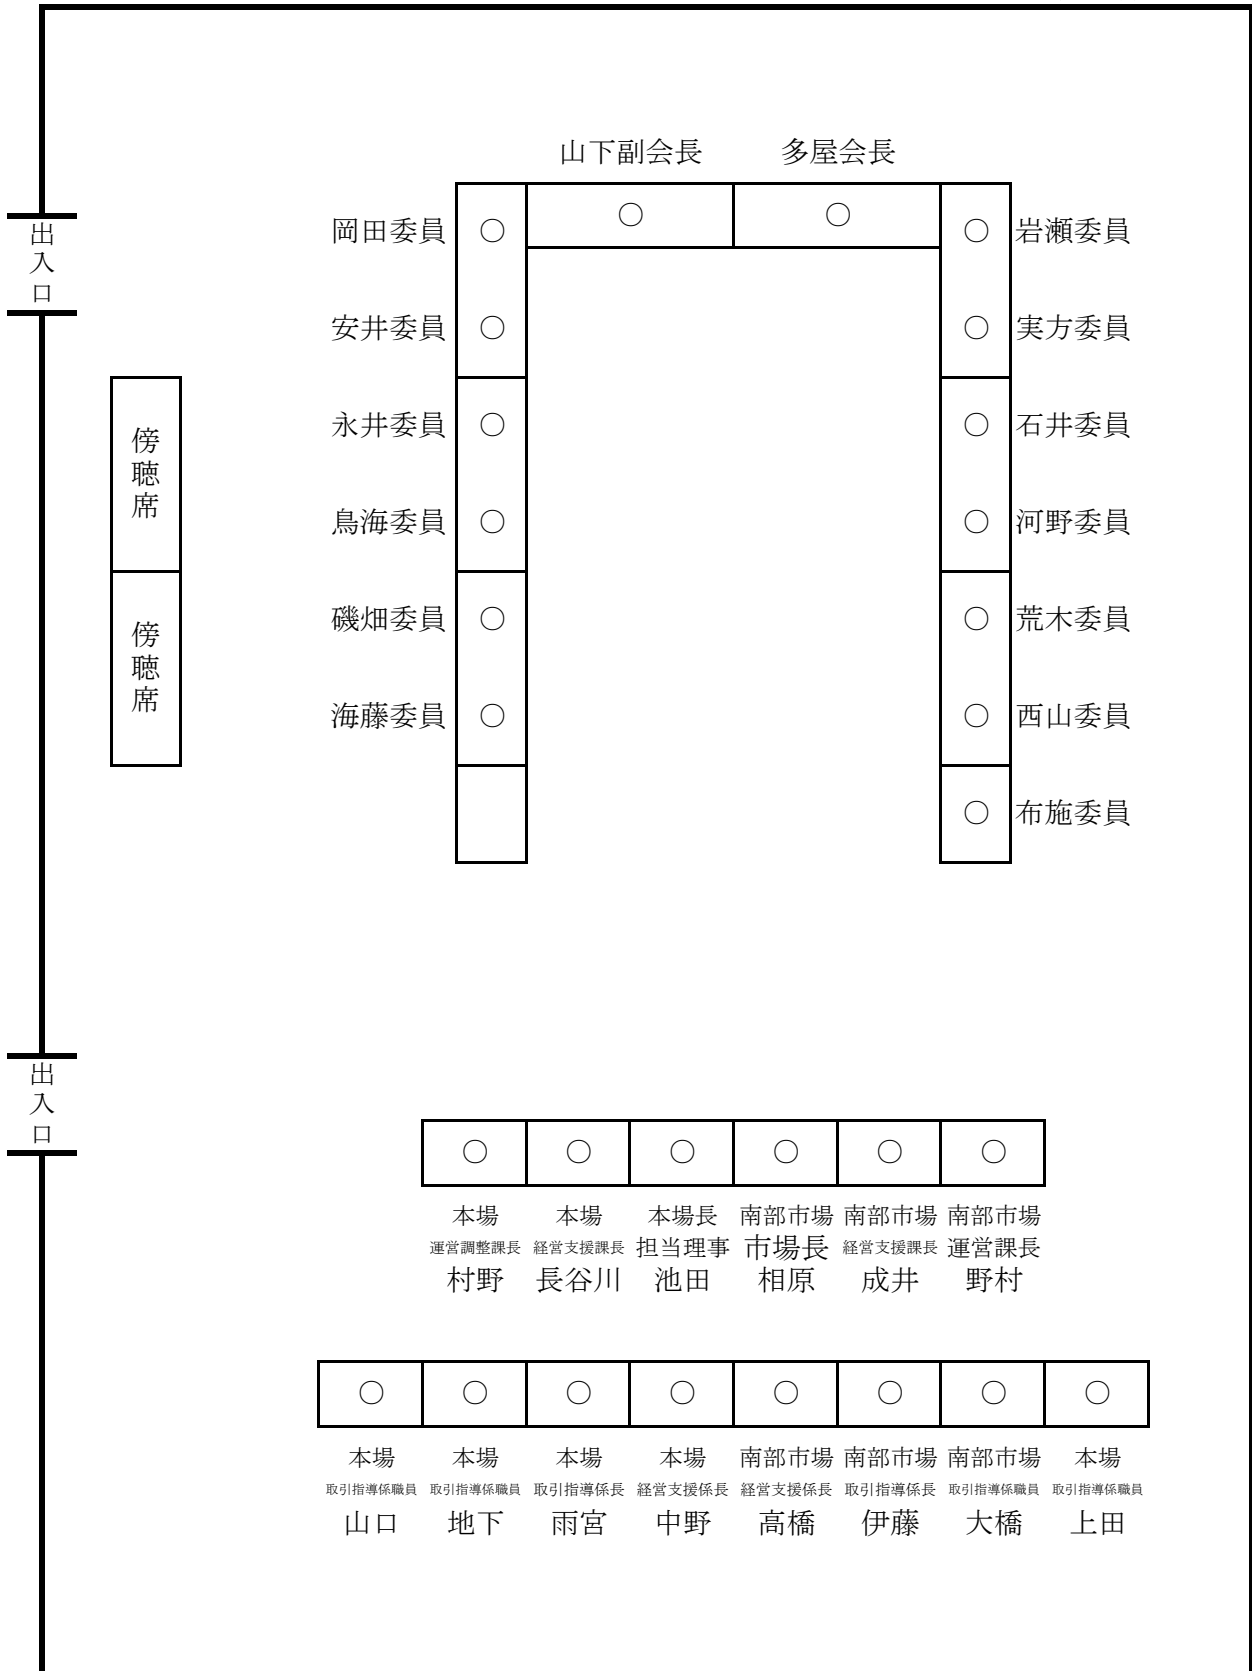 山下副会長 多屋会長
岡田委員 ○ ○ ○ ○ 岩瀬委員
出入口
安井委員 ○ ○ 実方委員
永井委員 ○ ○ 石井委員
傍聴席
鳥海委員 ○ ○ 河野委員
磯畑委員 ○ ○ 荒木委員
傍聴席
海藤委員 ○ ○ 西山委員
○ 布施委員
出入口
○ ○ ○ ○ ○ ○
本場 本場 本場長 南部市場 南部市場 南部市場
運営調整課長 経営支援課長 担当理事 市場長 経営支援課長 運営課長
村野 長谷川 池田 相原 成井 野村
○ ○ ○ ○ ○ ○ ○ ○
本場 本場 本場 本場 南部市場 南部市場 南部市場 本場
取引指導係職員 取引指導係職員 取引指導係長 経営支援係長 経営支援係長 取引指導係長 取引指導係職員 取引指導係職員
山口 地下 雨宮 中野 高橋 伊藤 大橋 上田